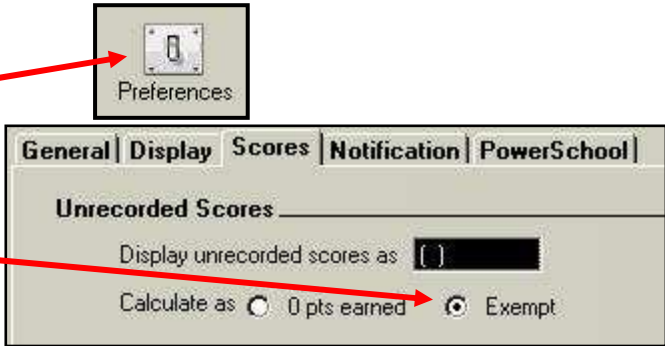 Preferences
General Display Scores Notification PowerSchool
Unrecorded Scores
Display unrecorded scores as ( )
Calculate as 0 pts earned Exempt